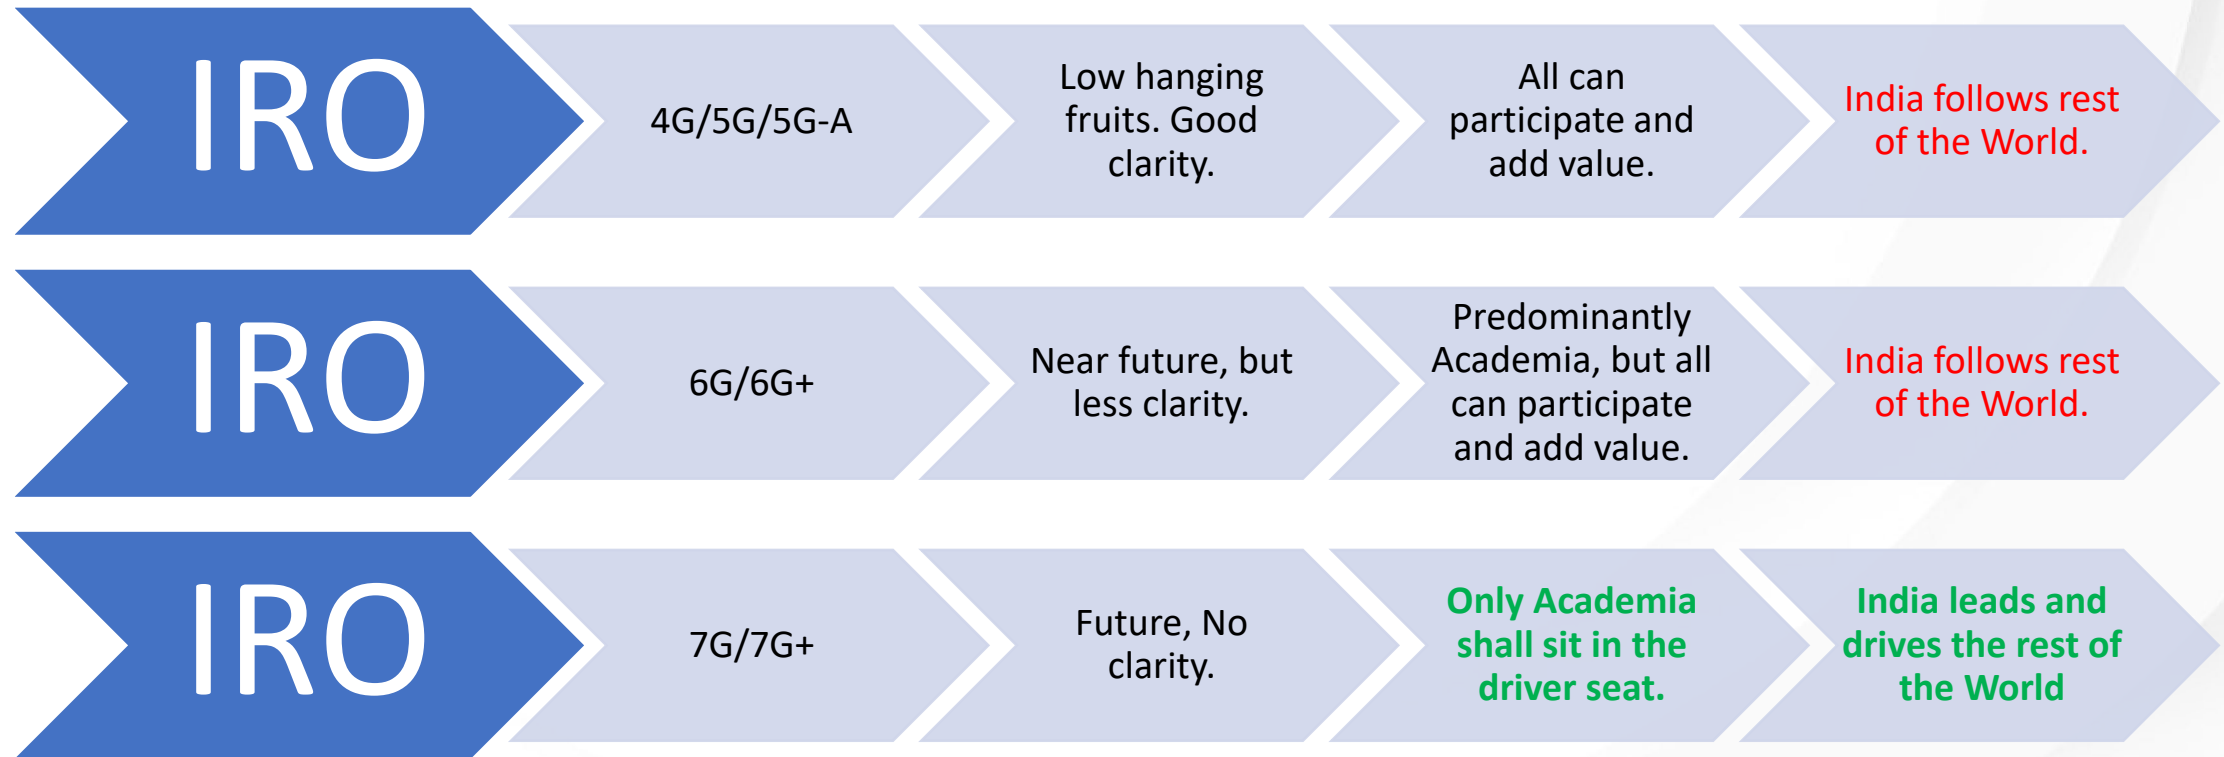 IRO
4G/5G/5G-A
Low hanging
fruits. Good
clarity.
All can
participate and
add value.
India follows rest
of the World.
IRO
6G/6G+
Near future, but
less clarity.
Predominantly
Academia, but all
can participate
and add value.
India follows rest
of the World.
IRO
7G/7G+
Future, No
clarity.
Only Academia
shall sit in the
driver seat.
India leads and
drives the rest of
the World